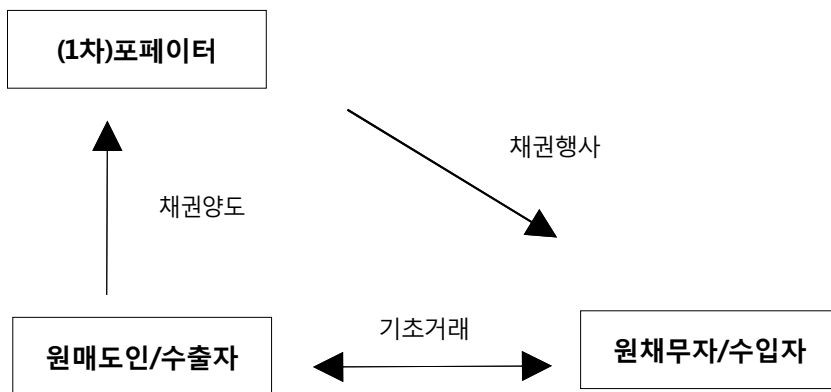 (1차)포페이터
채권행사
채권양도
기초거래
원매도인/수출자
원채무자/수입자